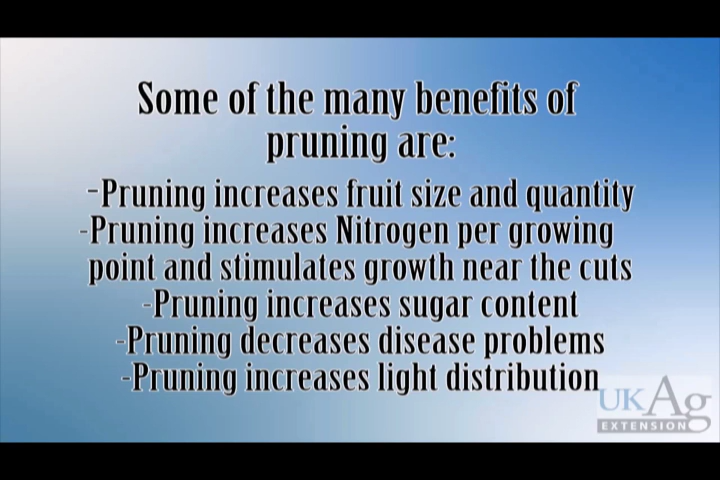 Some of the many benefits of
pruning are:
-Pruning increases fruit size and quantity
-Pruning increases Nitrogen per growing
point and stimulates growth near the cuts
-Pruning increases sugar content
-Pruning decreases disease problems
-Pruning increases light distribution
UKAg
EXTENSION